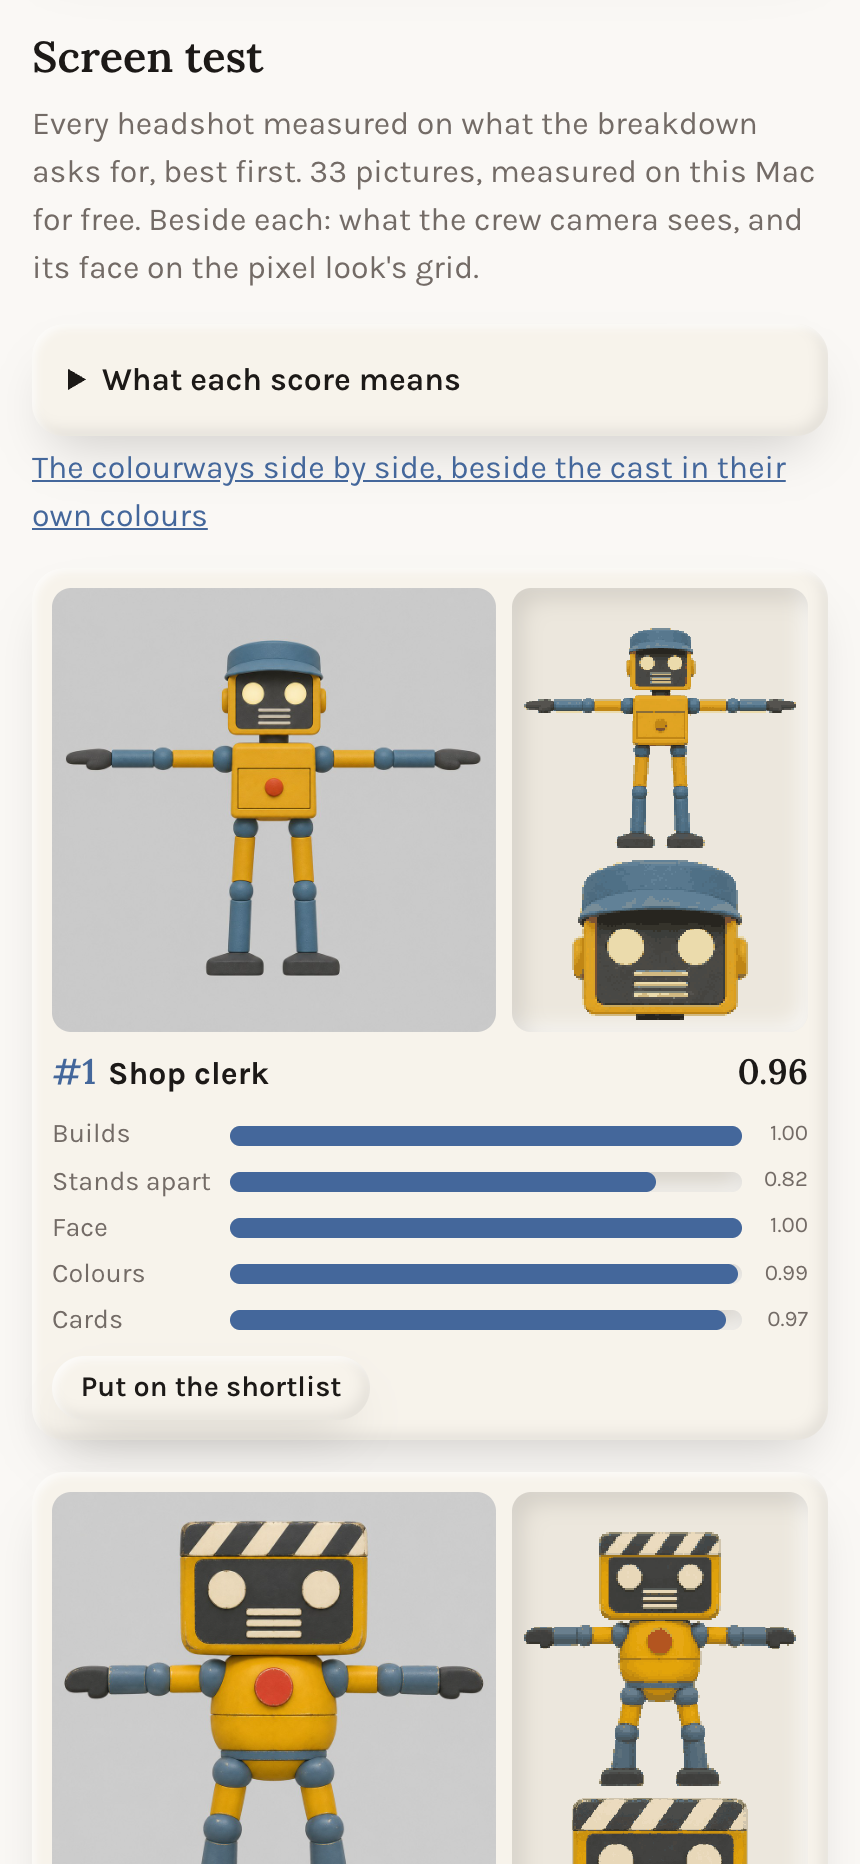 Screen test
Every headshot measured on what the breakdown
asks for, best first. 33 pictures, measured on this Mac
for free. Beside each: what the crew camera sees, and
its face on the pixel look's grid.
What each score means
The colourways side by side, beside the cast in their
own colours
#1 Shop clerk 0.96
Builds 1.00
Stands apart 0.82
Face 1.00
Colours 0.99
Cards 0.97
Put on the shortlist